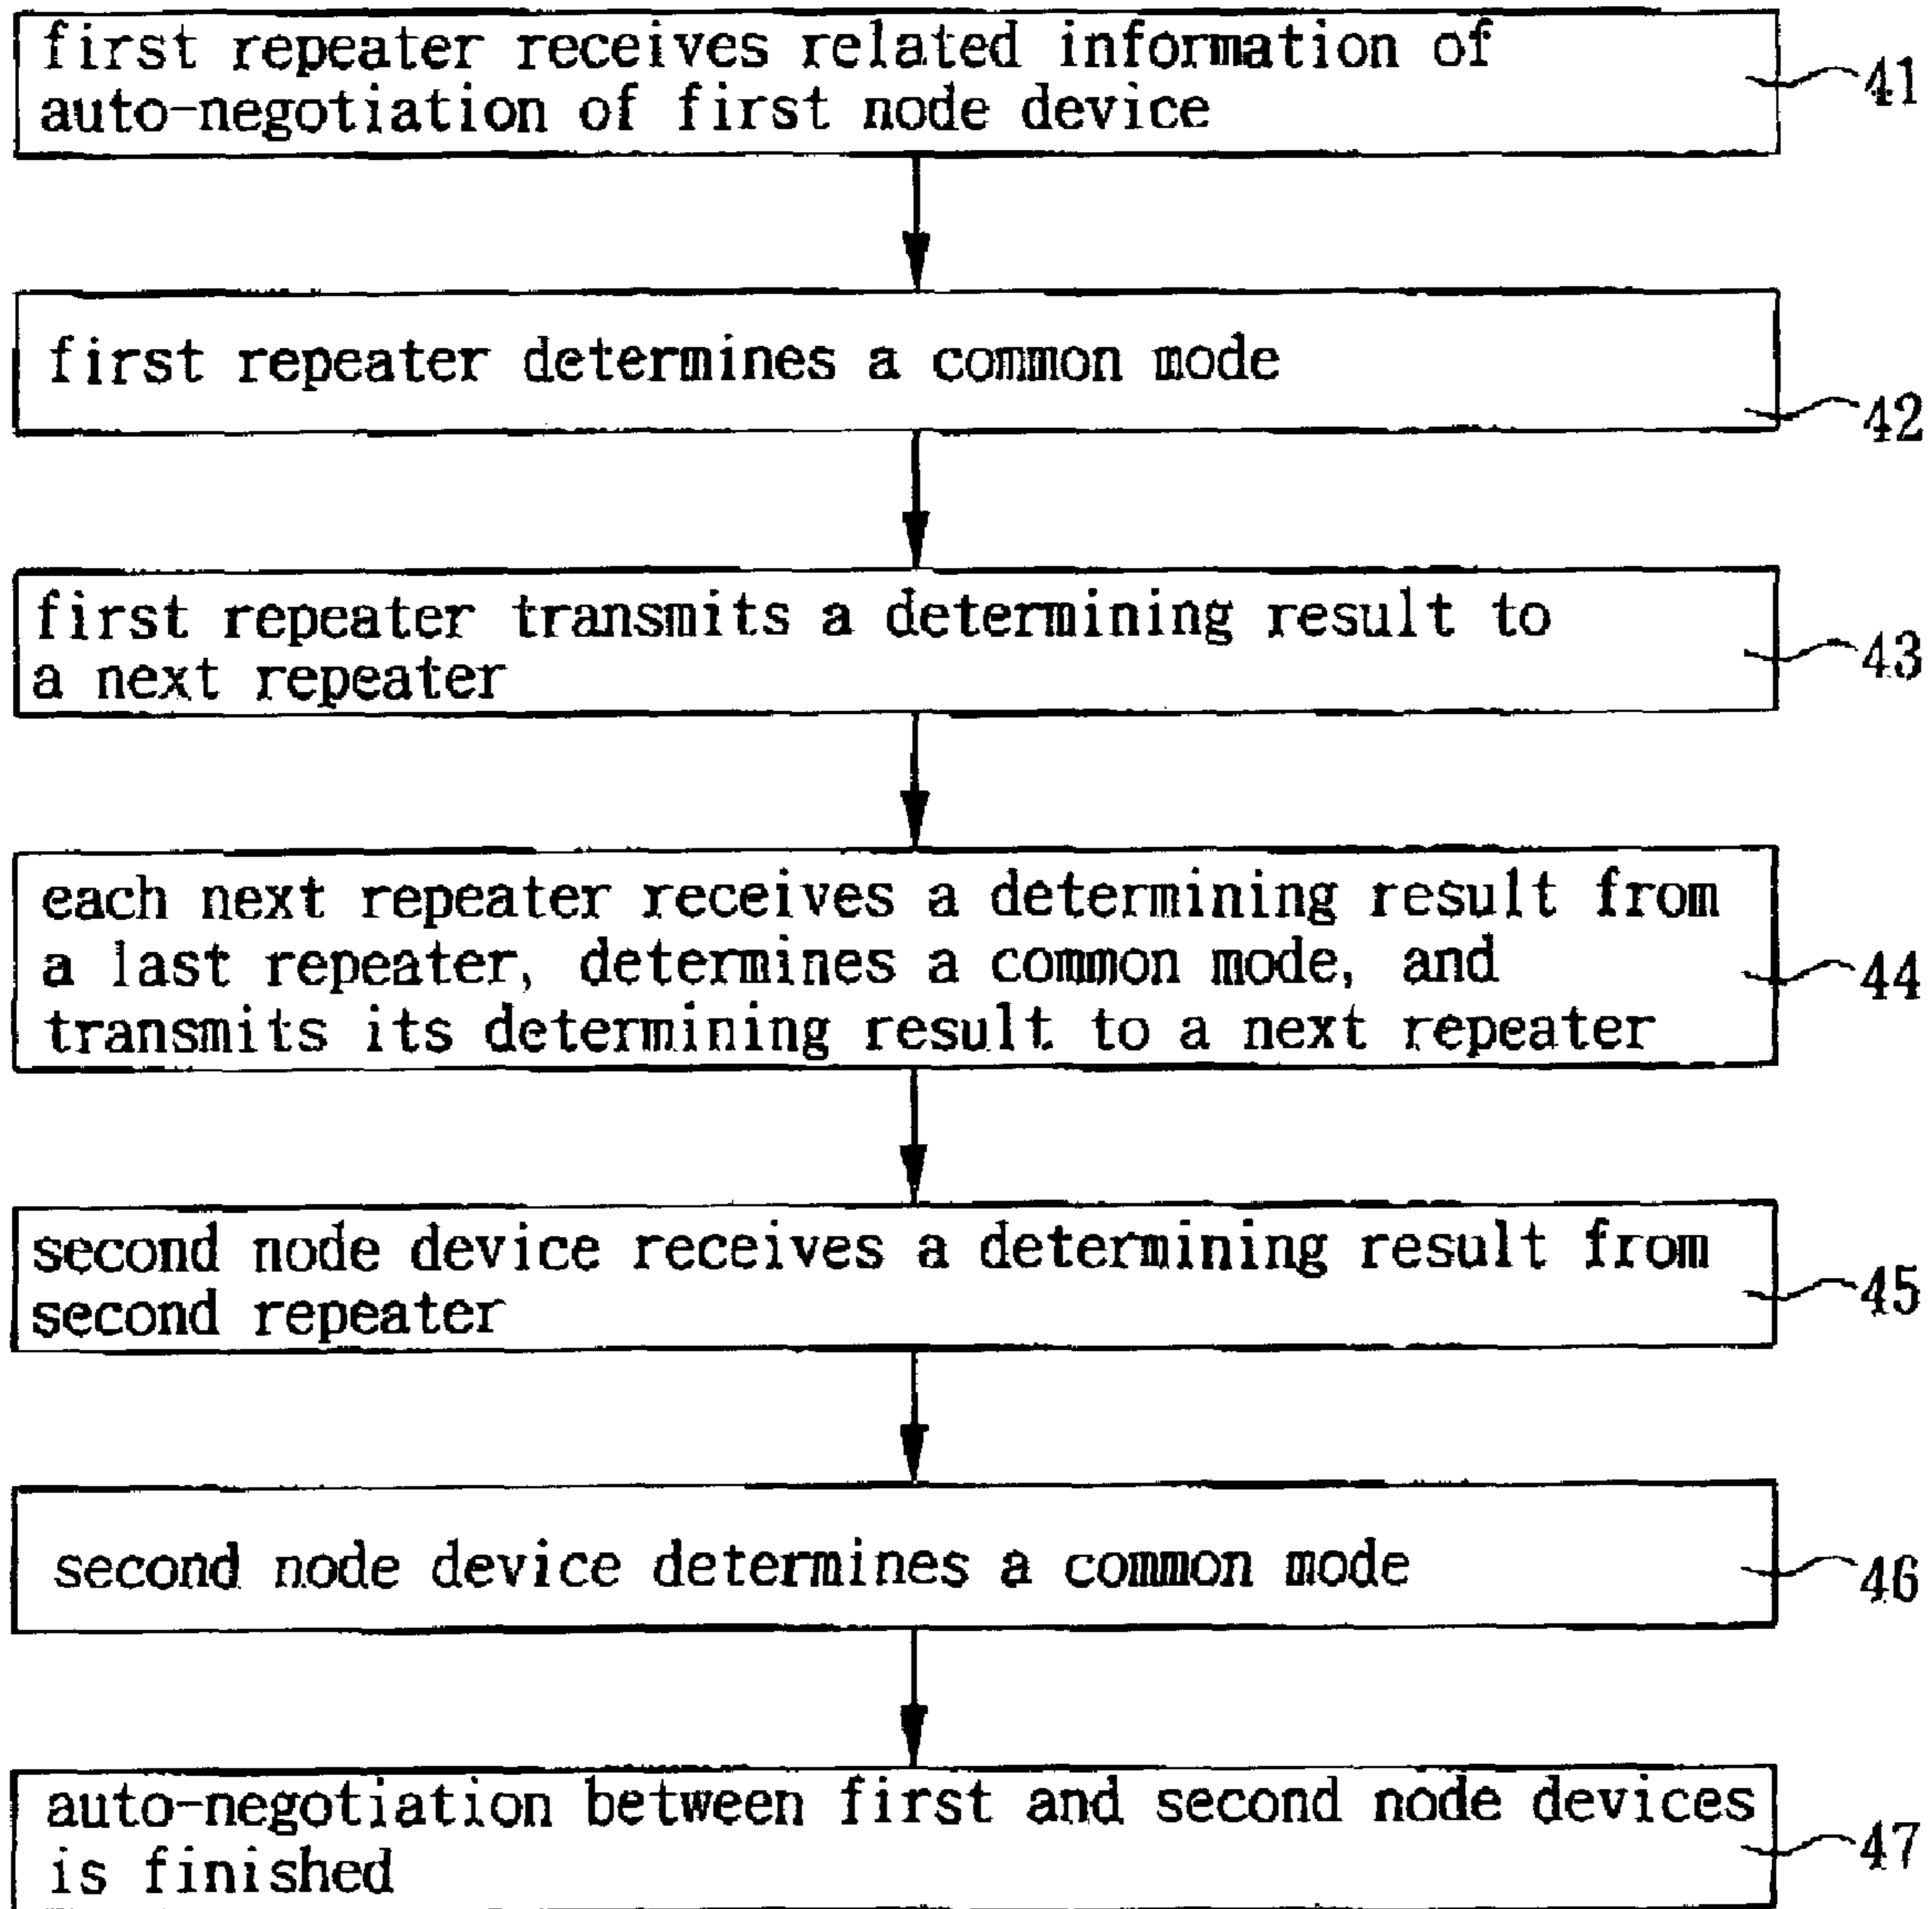 first repeater receives related information of
auto-negotiation of first node device
41
first repeater determines a common mode
42
first repeater transmits a determining result to
a next repeater
43
each next repeater receives a determining result from
a last repeater, determines a common mode, and
transmits its determining result to a next repeater
44
second node device receives a determining result from
second repeater
45
second node device determines a common mode
46
auto-negotiation between first and second node devices
is finished
47